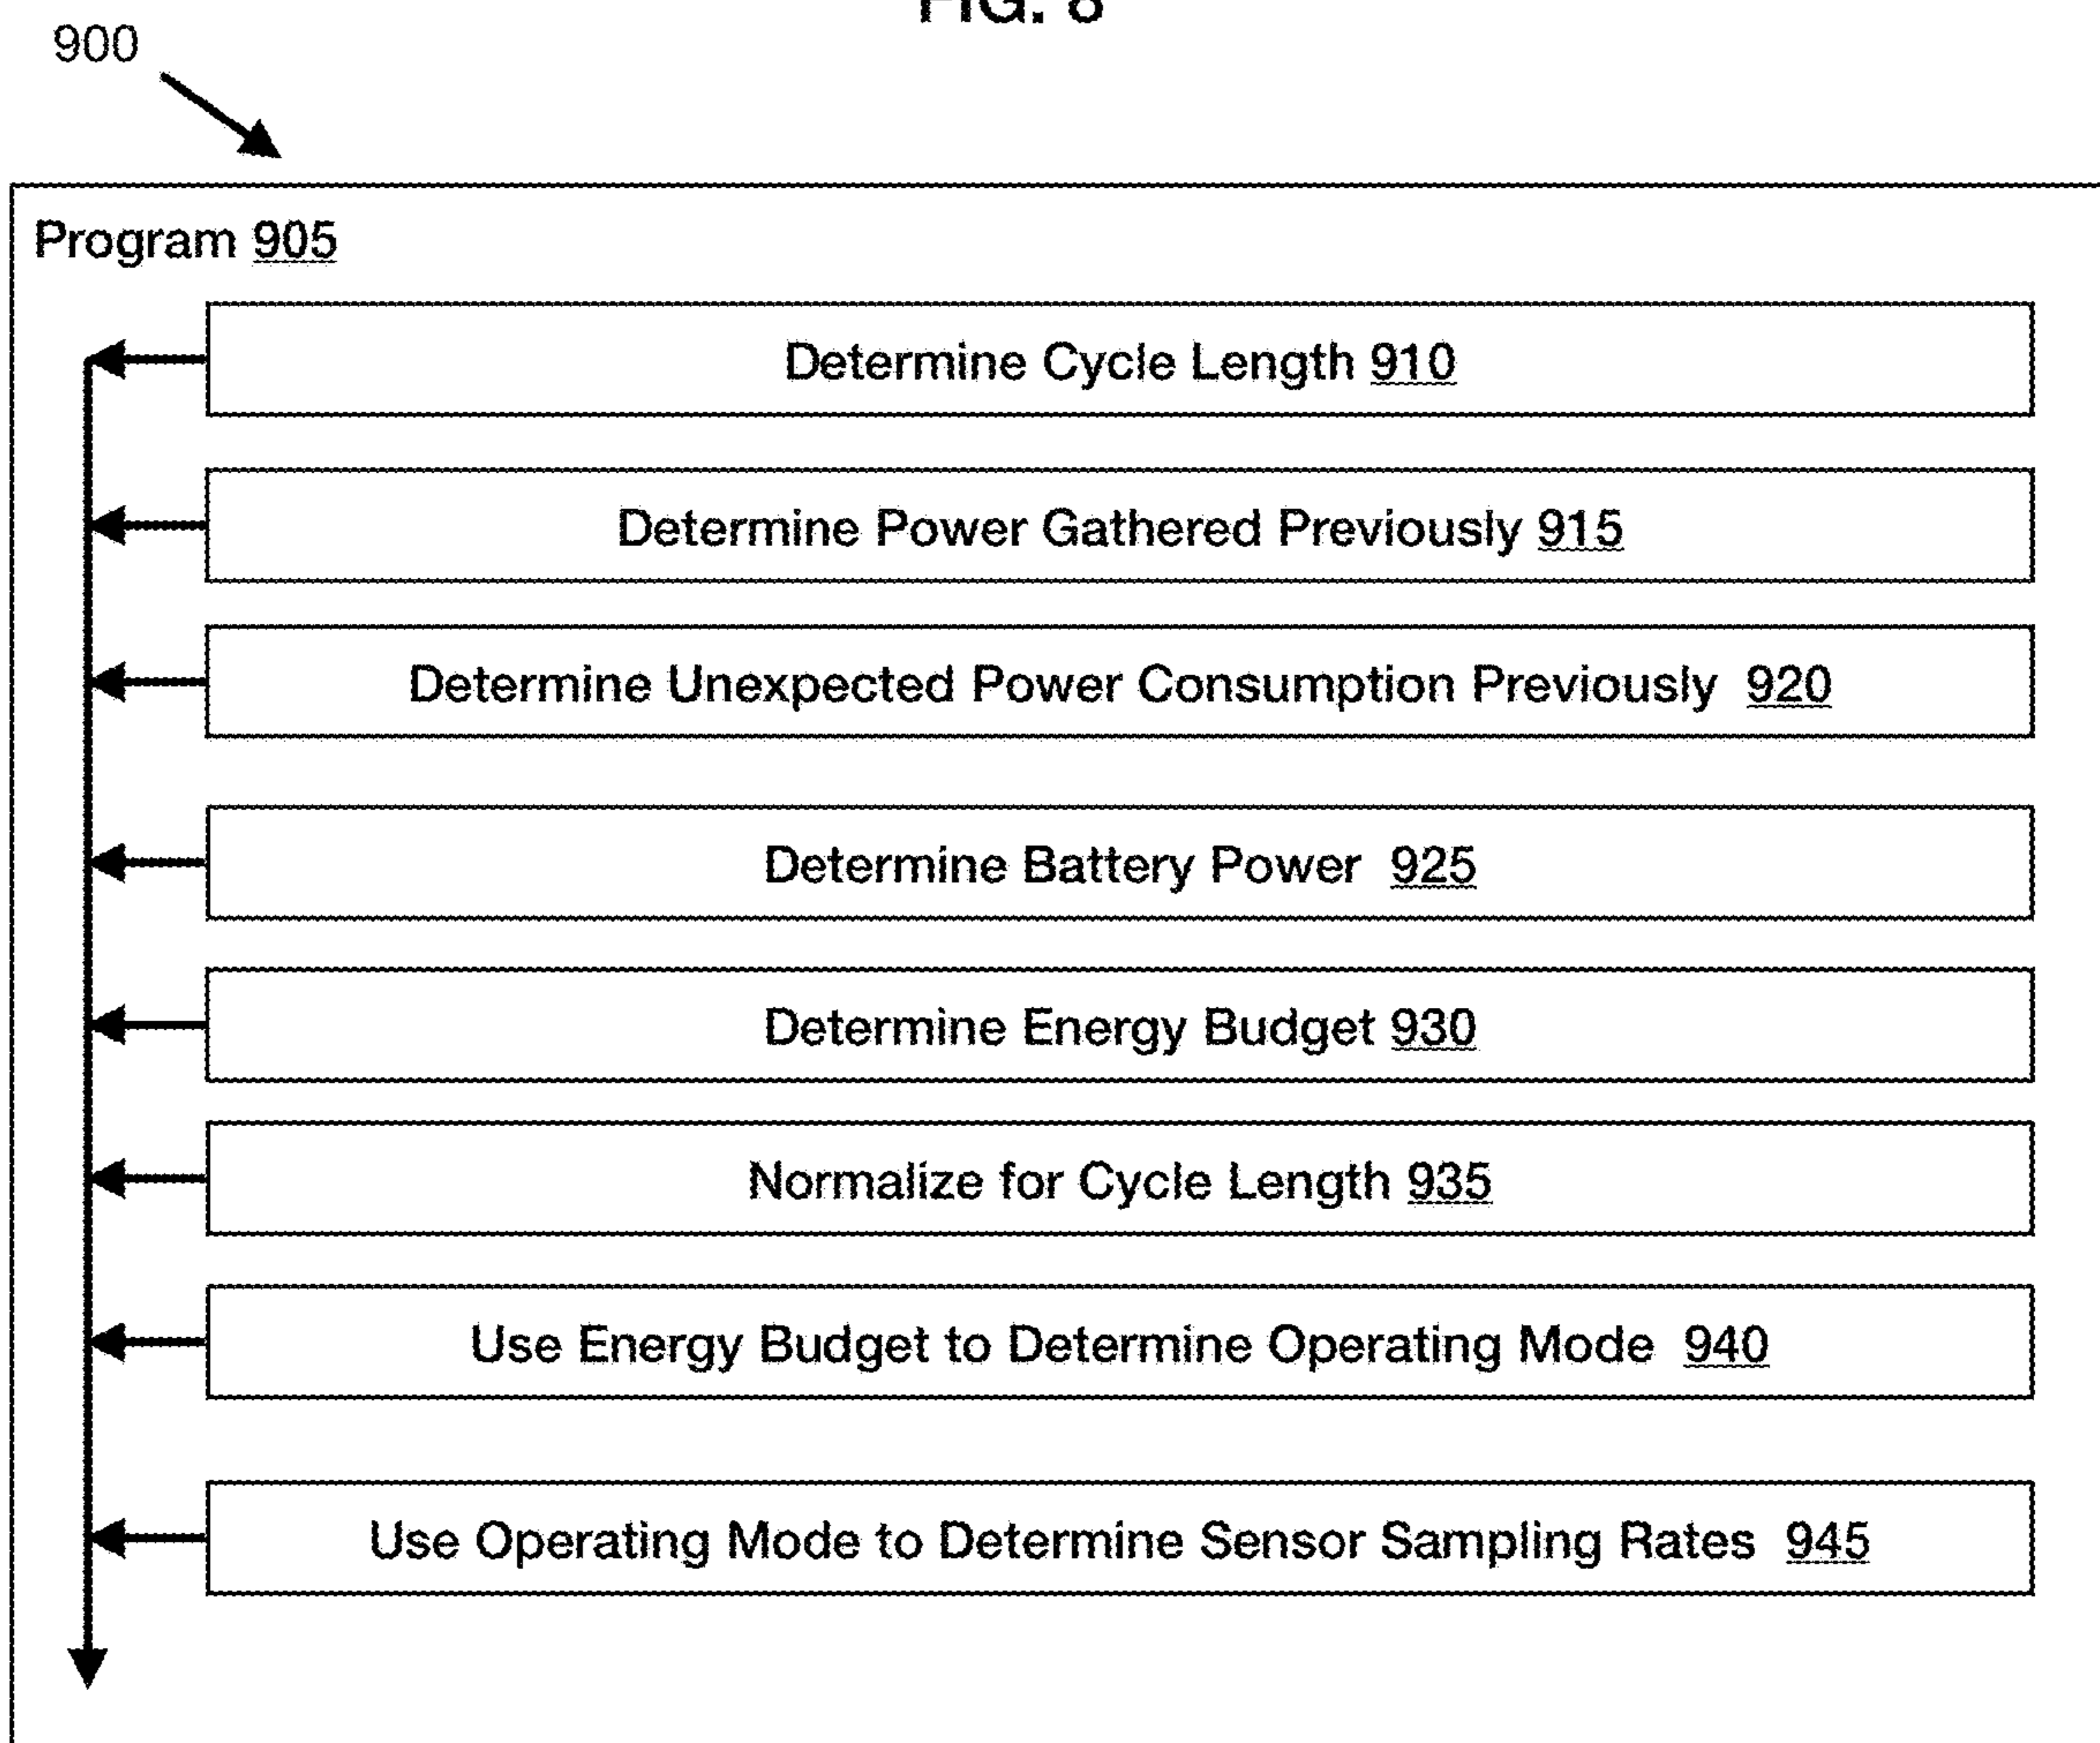 FIG. 8
900
Program 905
Determine Cycle Length 910
Determine Power Gathered Previously 915
Determine Unexpected Power Consumption Previously 920
Determine Battery Power 925
Determine Energy Budget 930
Normalize for Cycle Length 935
Use Energy Budget to Determine Operating Mode 940
Use Operating Mode to Determine Sensor Sampling Rates 945